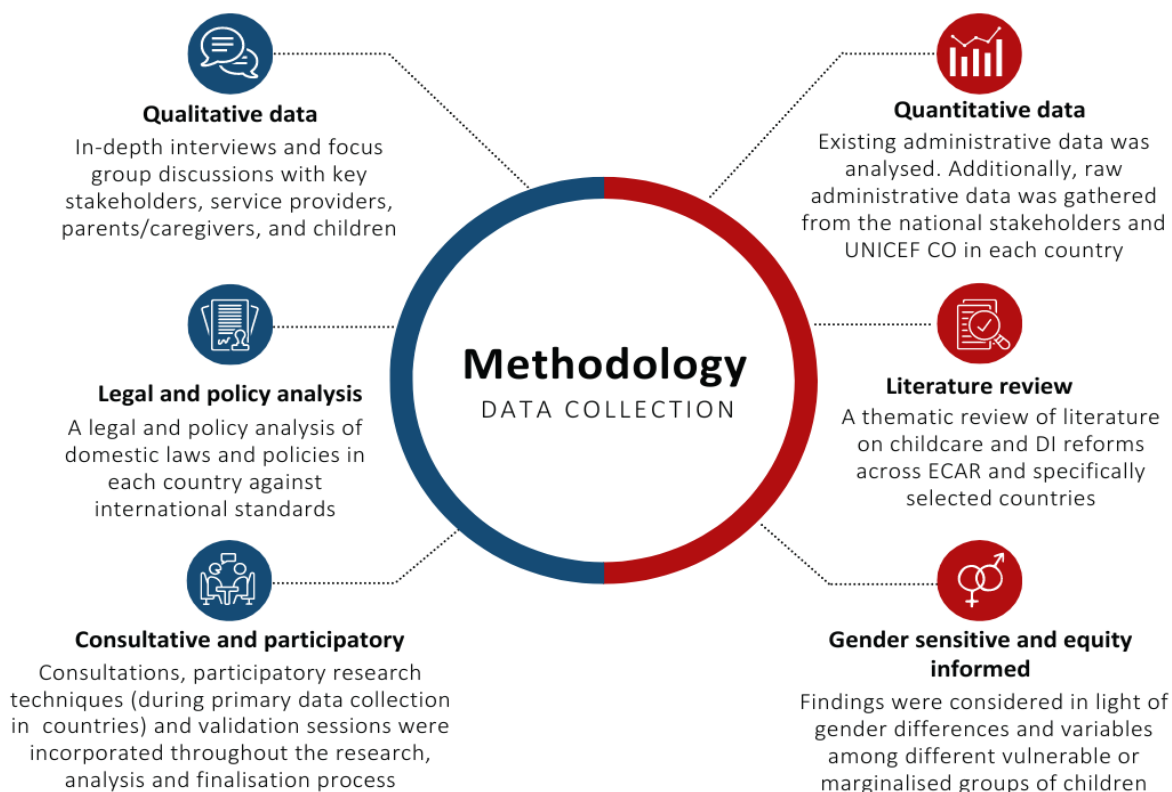 Qualitative data
In-depth interviews and focus
group discussions with key
stakeholders, service providers,
parents/caregivers, and children
Legal and policy analysis
A legal and policy analysis of
domestic laws and policies in
each country against
international standards
Consultative and participatory
Consultations, participatory research
techniques (during primary data collection
in countries) and validation sessions were
incorporated throughout the research,
analysis and finalisation process
Methodology
DATA COLLECTION
Quantitative data
Existing administrative data was
analysed. Additionally, raw
administrative data was gathered
from the national stakeholders and
UNICEF CO in each country
Literature review
A thematic review of literature
on childcare and DI reforms
across ECAR and specifically
selected countries
Gender sensitive and equity
informed
Findings were considered in light of
gender differences and variables
among different vulnerable or
marginalised groups of children